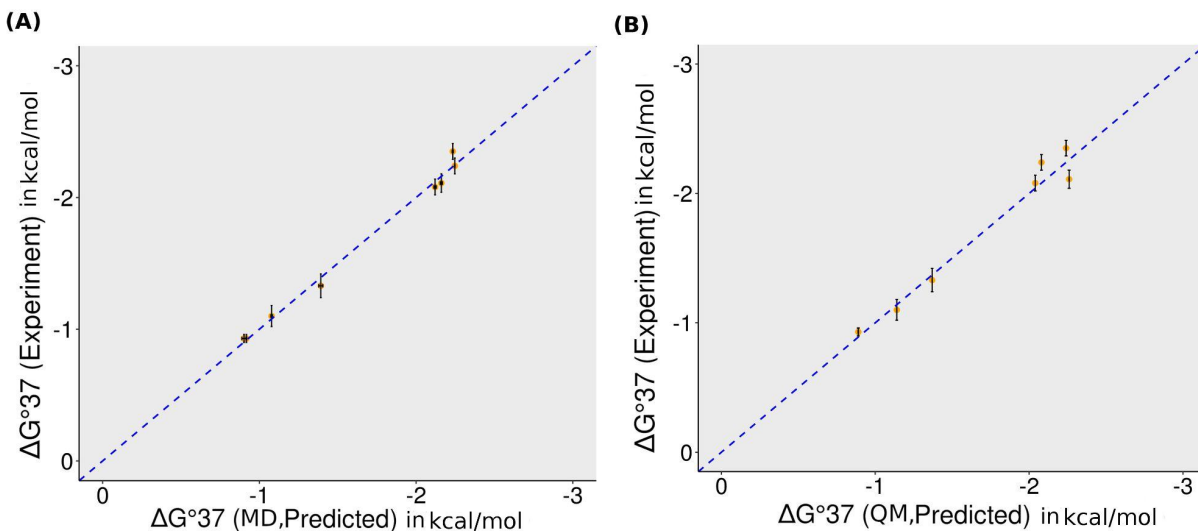 (A)
ΔG°37 (Experiment) in kcal/mol
-3
-2
-1
0
0 -1 -2 -3
ΔG°37 (MD,Predicted) in kcal/mol
(B)
ΔG°37 (Experiment) in kcal/mol
-3
-2
-1
0
0 -1 -2 -3
ΔG°37 (QM,Predicted) in kcal/mol